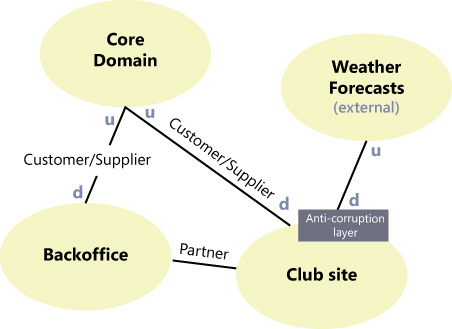 Core
Domain
Weather
Forecasts
(external)
u
u
u
Customer/Supplier
Customer/Supplier
d
d
d
Anti-corruption
layer
Backoffice
Partner
Club site